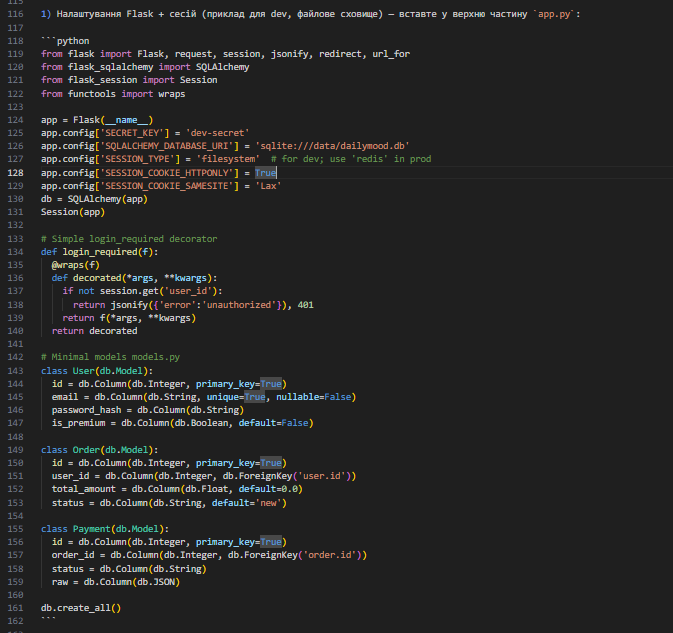 115
116 1) Налаштування Flask + сесій (приклад для dev, файлове сховище) — вставте у верхню частину `app.py`:
117
118 ```python
119 from flask import Flask, request, session, jsonify, redirect, url_for
120 from flask_sqlalchemy import SQLAlchemy
121 from flask_session import Session
122 from functools import wraps
123
124 app = Flask(__name__)
125 app.config['SECRET_KEY'] = 'dev-secret'
126 app.config['SQLALCHEMY_DATABASE_URI'] = 'sqlite:///data/dailymood.db'
127 app.config['SESSION_TYPE'] = 'filesystem'  # for dev; use 'redis' in prod
128 app.config['SESSION_COOKIE_HTTPONLY'] = True
129 app.config['SESSION_COOKIE_SAMESITE'] = 'Lax'
130 db = SQLAlchemy(app)
131 Session(app)
132
133 # Simple login_required decorator
134 def login_required(f):
135   @wraps(f)
136   def decorated(*args, **kwargs):
137     if not session.get('user_id'):
138       return jsonify({'error':'unauthorized'}), 401
139     return f(*args, **kwargs)
140   return decorated
141
142 # Minimal models models.py
143 class User(db.Model):
144   id = db.Column(db.Integer, primary_key=True)
145   email = db.Column(db.String, unique=True, nullable=False)
146   password_hash = db.Column(db.String)
147   is_premium = db.Column(db.Boolean, default=False)
148
149 class Order(db.Model):
150   id = db.Column(db.Integer, primary_key=True)
151   user_id = db.Column(db.Integer, db.ForeignKey('user.id'))
152   total_amount = db.Column(db.Float, default=0.0)
153   status = db.Column(db.String, default='new')
154
155 class Payment(db.Model):
156   id = db.Column(db.Integer, primary_key=True)
157   order_id = db.Column(db.Integer, db.ForeignKey('order.id'))
158   status = db.Column(db.String)
159   raw = db.Column(db.JSON)
160
161 db.create_all()
162 ```
163